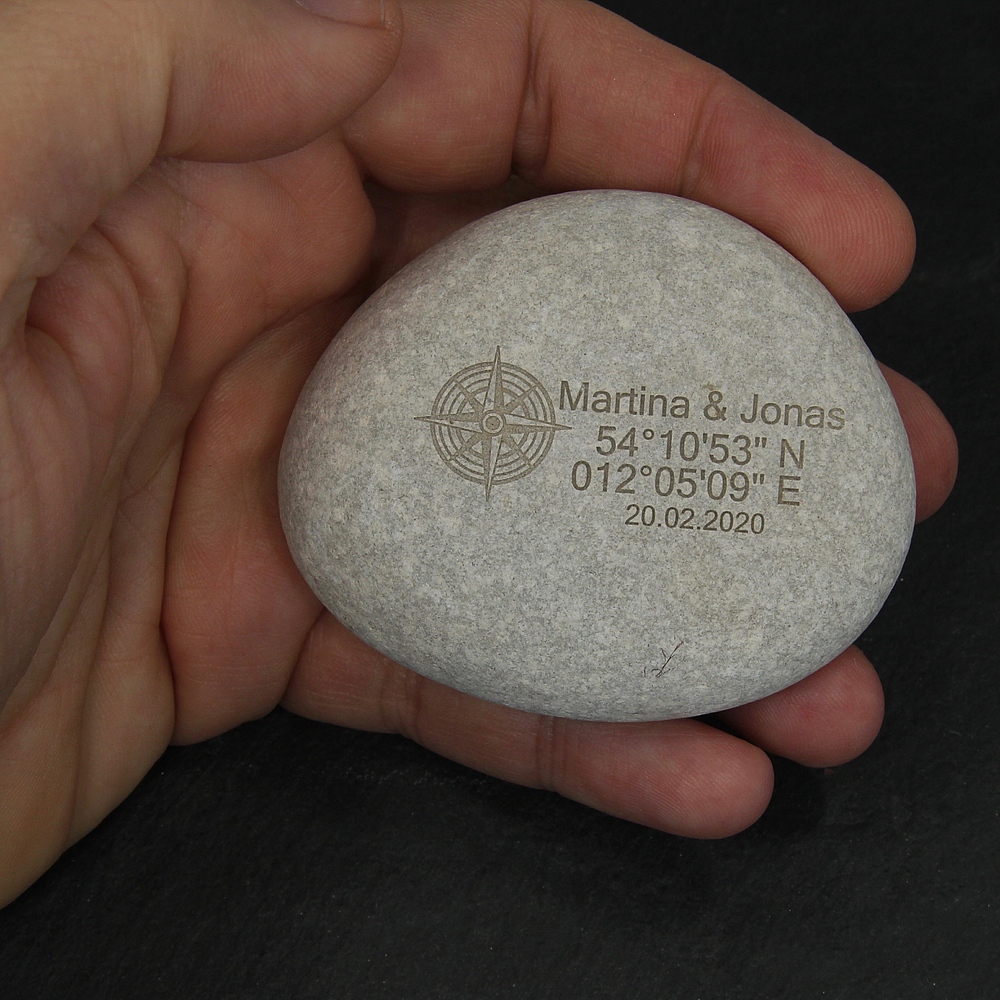 Martina & Jonas
54°10'53" N
012°05'09" E
20.02.2020